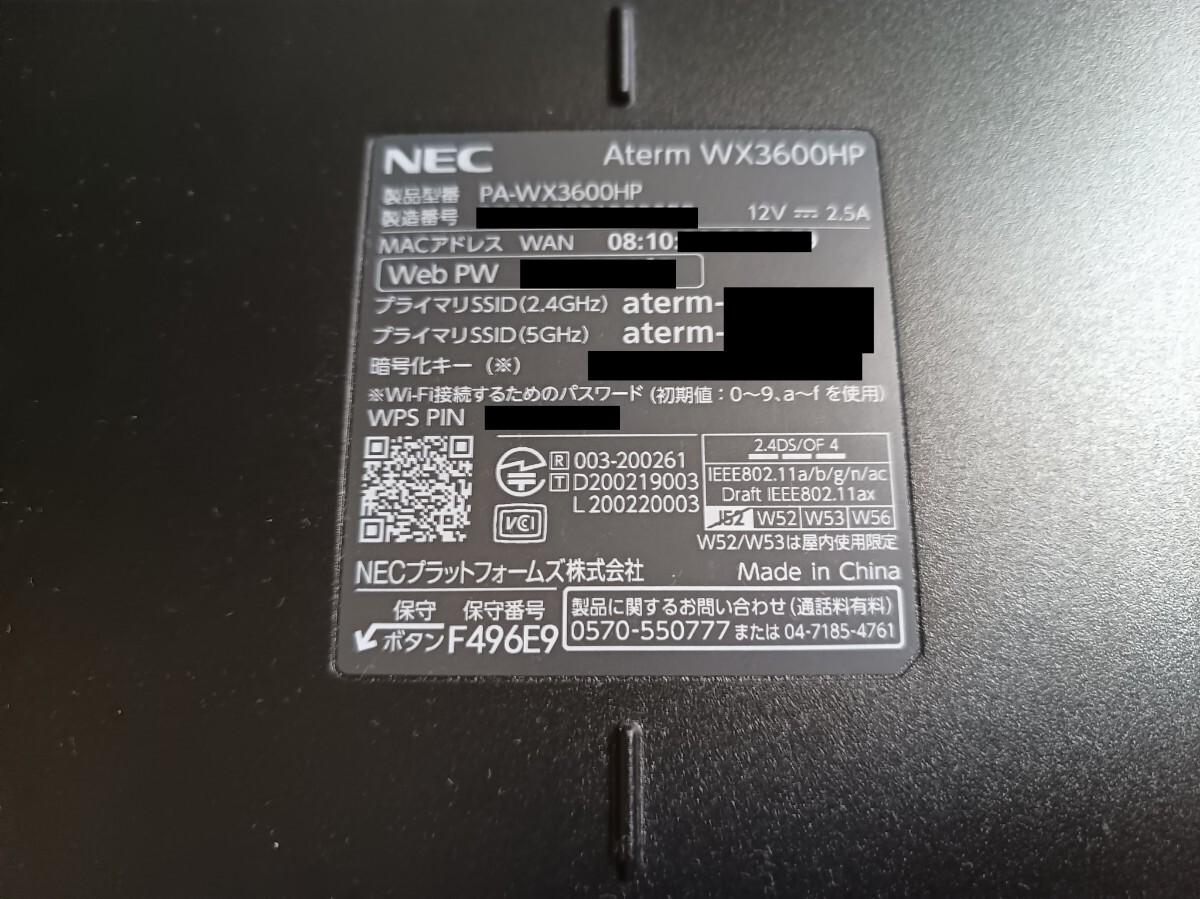 NEC Aterm WX3600HP
製品型番 PA-WX3600HP
製造番号 12V 2.5A
MACアドレス WAN 08:10:
Web PW
プライマリSSID(2.4GHz) aterm-
プライマリSSID(5GHz) aterm-
暗号化キー (※)
※Wi-Fi接続するためのパスワード (初期値:0~9、a~f を使用)
WPS PIN
R 003-200261
T D200219003
L 200220003
VCI
2.4DS/OF 4
IEEE802.11a/b/g/n/ac
Draft IEEE802.11ax
J52 W52 W53 W56
W52/W53は屋内使用限定
NECプラットフォームズ株式会社 Made in China
保守 保守番号
ボタン F496E9
製品に関するお問い合わせ(通話料有料)
0570-550777 または 04-7185-4761